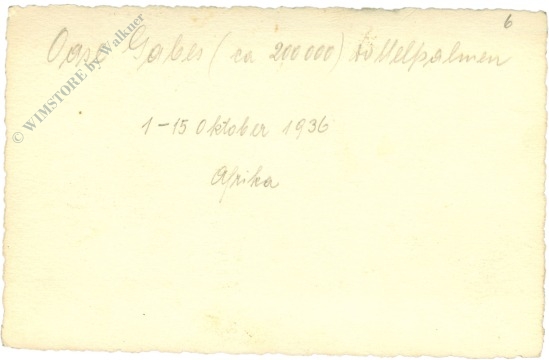 6
Oase Gabes (ca 200000) Dattelpalmen
1-15 Oktober 1936
Afrika
© WIMSTORE by Walkner